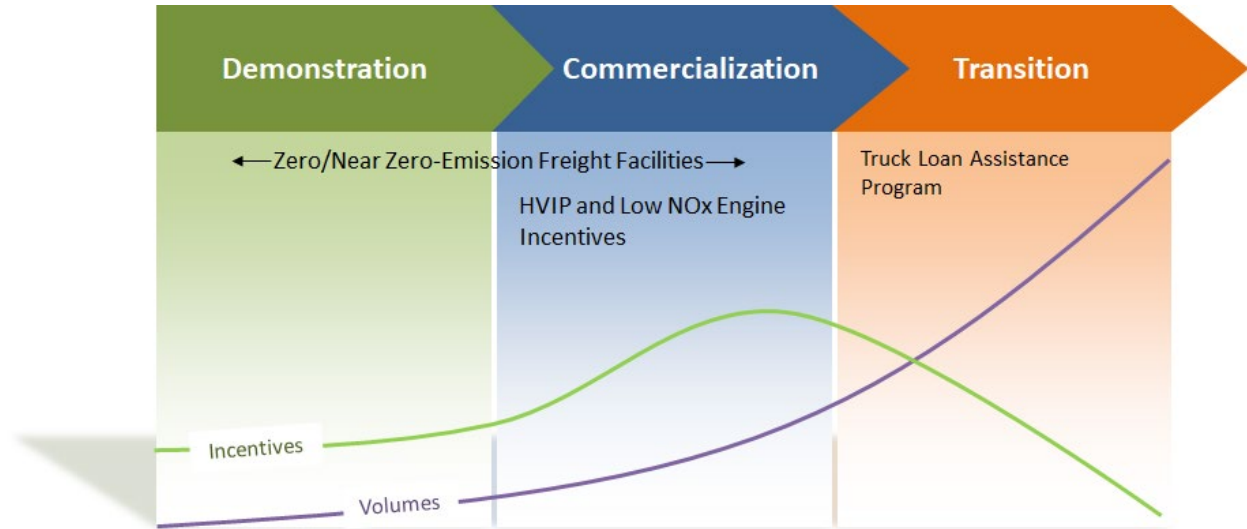 Demonstration
Commercialization
Transition
Zero/Near Zero-Emission Freight Facilities
HVIP and Low NOx Engine
Incentives
Truck Loan Assistance
Program
Incentives
Volumes